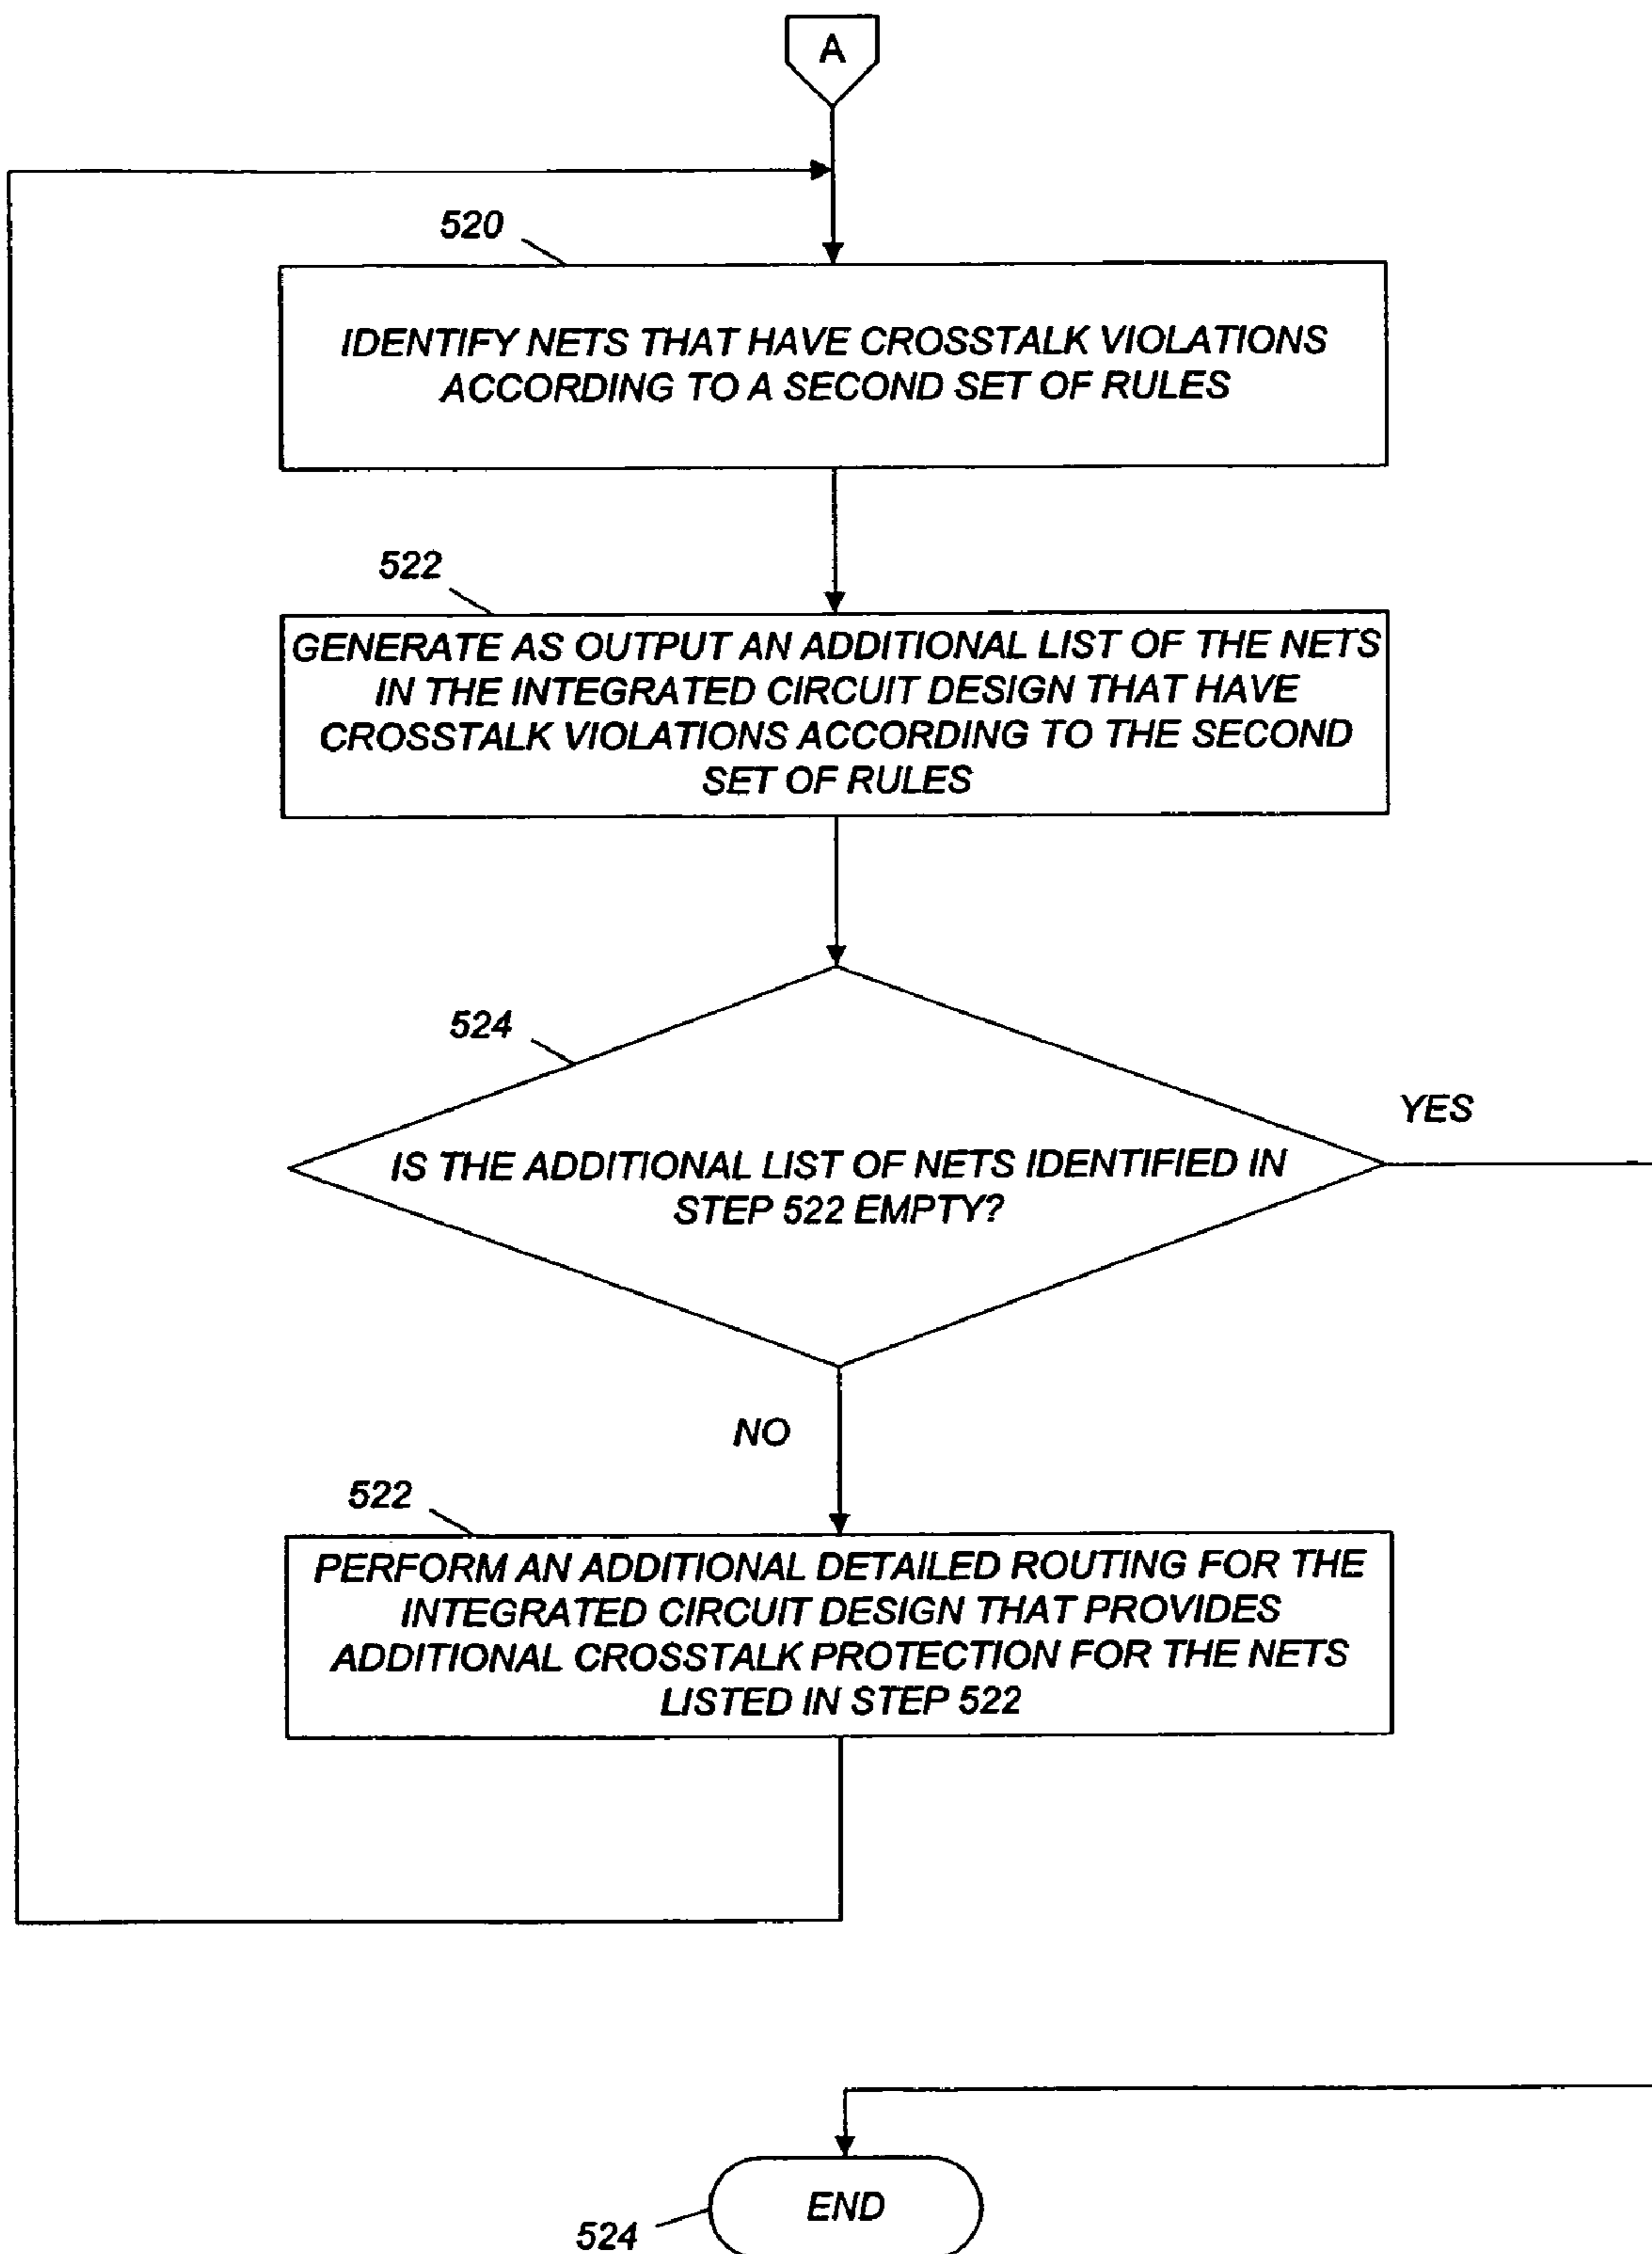 A
520
IDENTIFY NETS THAT HAVE CROSSTALK VIOLATIONS
ACCORDING TO A SECOND SET OF RULES
522
GENERATE AS OUTPUT AN ADDITIONAL LIST OF THE NETS
IN THE INTEGRATED CIRCUIT DESIGN THAT HAVE
CROSSTALK VIOLATIONS ACCORDING TO THE SECOND
SET OF RULES
524
YES
IS THE ADDITIONAL LIST OF NETS IDENTIFIED IN
STEP 522 EMPTY?
NO
522
PERFORM AN ADDITIONAL DETAILED ROUTING FOR THE
INTEGRATED CIRCUIT DESIGN THAT PROVIDES
ADDITIONAL CROSSTALK PROTECTION FOR THE NETS
LISTED IN STEP 522
END
524